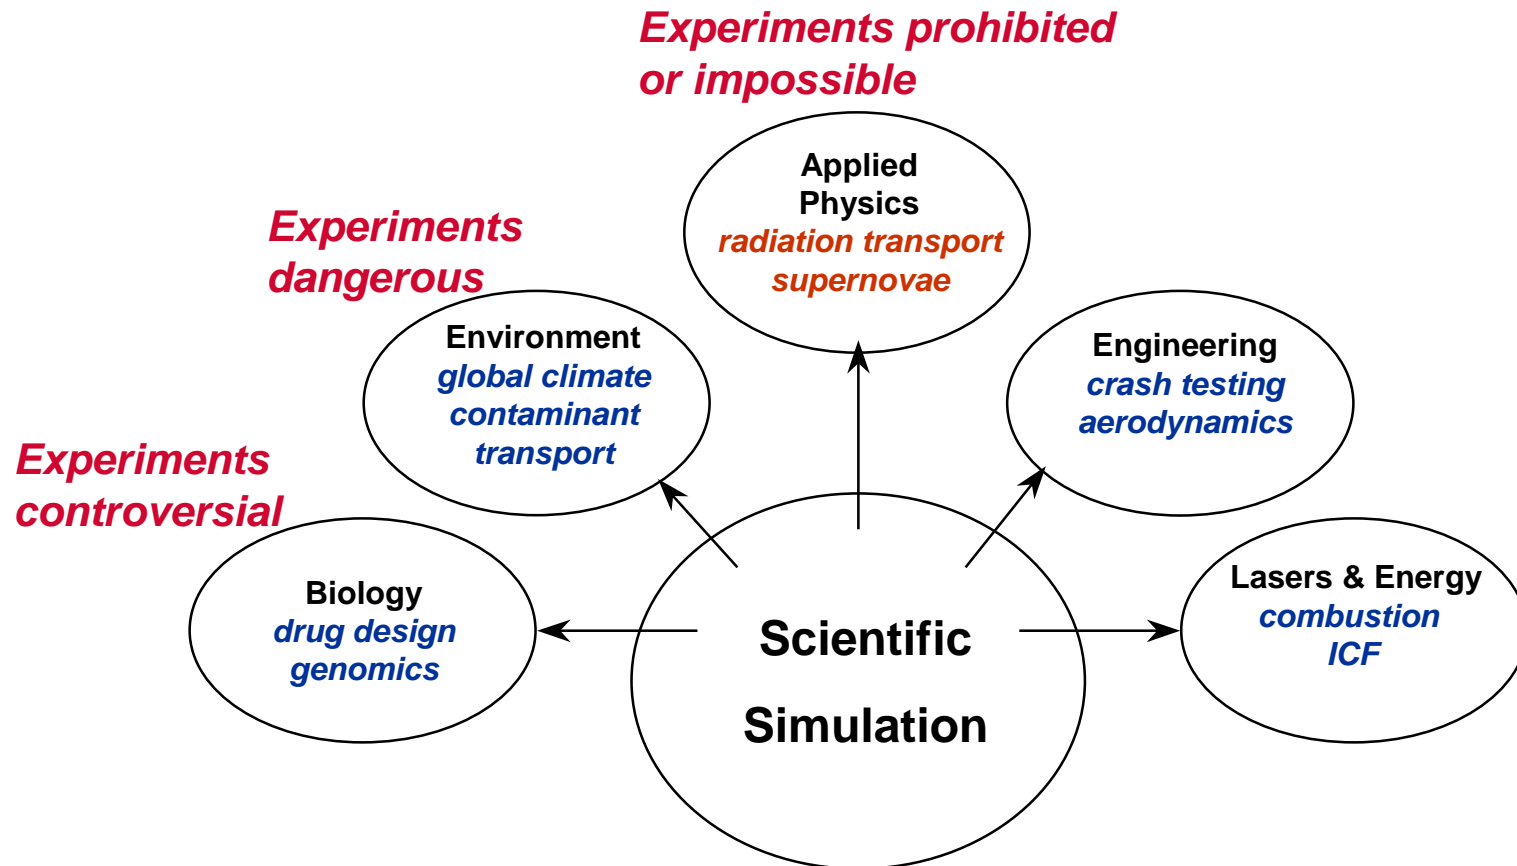 Experiments prohibited
or impossible
Applied
Physics
radiation transport
supernovae
Experiments
dangerous
Environment
global climate
contaminant
transport
Engineering
crash testing
aerodynamics
Experiments
controversial
Biology
drug design
genomics
Lasers & Energy
combustion
ICF
Scientific
Simulation